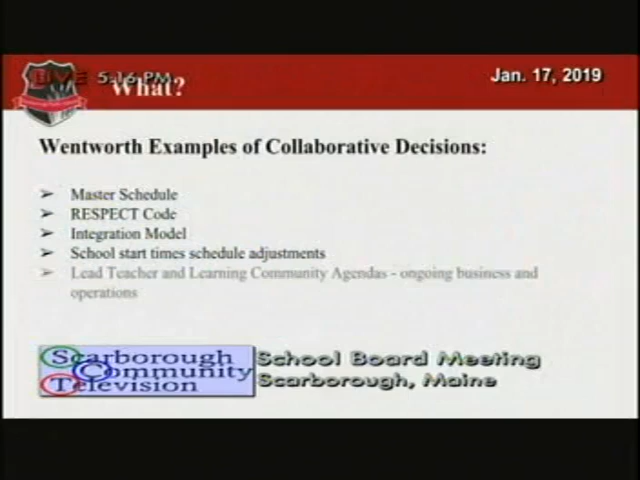 LIVE 5:16 PM
Jan. 17, 2019
What?
Wentworth Examples of Collaborative Decisions:
➢ Master Schedule
➢ RESPECT Code
➢ Integration Model
➢ School start times schedule adjustments
➢ Lead Teacher and Learning Community Agendas - ongoing business and
operations
Scarborough
Community
Television
School Board Meeting
Scarborough, Maine